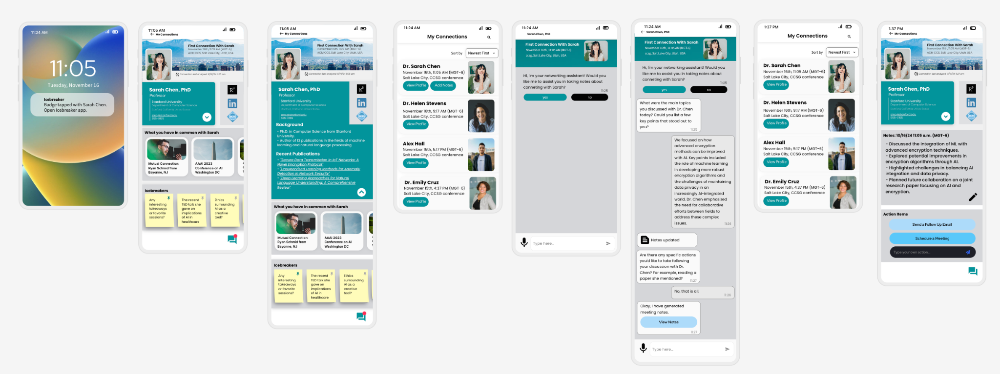 11:24 AM
11:05
Tuesday, November 16
Icebreaker
Badge tapped with Sarah Chen.
Open Icebreaker app.
11:05 AM
My Connections
First Connection With Sarah
November 16th, 11:05 AM (MGT-6)
ACM CCS, Salt Lake City, Utah, USA
Connection last analyzed 10/16/24 11:05 am
Sarah Chen, PhD
Professor
Stanford University
Department of Computer Science
Stanford, California, United States
smc@stanford.edu
555-0155
What you have in common with Sarah
Mutual Connection:
Ryan Schmid from
Bayonne, NJ
AAAI 2023
Conference on AI
Washington DC
Icebreakers
Any
interesting
takeaways
or favorite
sessions?
The recent
TED talk she
gave on
implications
of AI in
healthcare
Ethics
surrounding
AI as a
creative
tool?
11:05 AM
My Connections
First Connection With Sarah
November 16th, 11:05 AM (MGT-6)
ACM CCS, Salt Lake City, Utah, USA
Connection last analyzed 10/16/24 11:05 am
Sarah Chen, PhD
Professor
Stanford University
Department of Computer Science
Stanford, California, United States
smc@stanford.edu
555-0155
Background
- Ph.D. in Computer Science from Stanford
University.
- Author of 13 publications in the fields of machine
learning and natural language processing
Recent Publications
- "Secure Data Transmission in IoT Networks: A
Novel Encryption Protocol"
- "Unsupervised Learning Methods for Anomaly
Detection in Network Security"
- "Deep Learning Approaches for Natural
Language Understanding: A Comprehensive
Review"
What you have in common with Sarah
Mutual Connection:
Ryan Schmid from
Bayonne, NJ
AAAI 2023
Conference on AI
Washington DC
Icebreakers
Any
interesting
takeaways
or favorite
sessions?
The recent
TED talk she
gave on
implications
of AI in
healthcare
Ethics
surrounding
AI as a
creative
tool?
11:24 AM
My Connections
Sort by
Newest First
Dr. Sarah Chen
November 16th, 11:05 AM (MGT-6)
Salt Lake City, CCSG conference
View Profile
Add Notes
Dr. Helen Stevens
November 16th, 9:17 AM (MGT-6)
Salt Lake City, CCSG conference
View Profile
Alex Hall
November 15th, 5:17 PM (MGT-6)
Salt Lake City, CCSG conference
View Profile
Dr. Emily Cruz
November 15th, 4:37 PM (MGT-6)
Salt Lake City, CCSG conference
View Profile
11:24 AM
Sarah Chen, PhD
First Connection With Sarah
November 16th, 11:05 AM (MGT-6)
ccsg, Salt Lake City, Utah, USA
Hi, I'm your networking assistant! Would you
like me to assist you in taking notes about
conneting with Sarah?
11:25
yes
no
Type here...
11:24 AM
Sarah Chen, PhD
First Connection With Sarah
November 16th, 11:05 AM (MGT-6)
ccsg, Salt Lake City, Utah, USA
Hi, I'm your networking assistant! Would you
like me to assist you in taking notes about
conneting with Sarah?
11:25
yes
no
What were the main topics
you discussed with Dr. Chen
today? Could you list a few
key points that stood out to
you?
11:25
We focused on how
advanced encryption
methods can be improved
with AI. Key points included
the role of machine learning
in developing more robust
encryption algorithms and
the challenges of maintaining
data privacy in an
increasingly AI-integrated
world. Dr. Chen emphasized
the need for collaborative
efforts between fields to
address these complex
issues.
11:26
Notes updated
Are there any specific actions
you'd like to take following
your discussion with Dr.
Chen? For example, reading a
paper she mentioned?
11:27
No, that is all.
11:26
Okay, I have generated
meeting notes.
View Notes
11:27
Type here...
1:37 PM
My Connections
Sort by
Newest First
Dr. Sarah Chen
November 16th, 11:05 AM (MGT-6)
Salt Lake City, CCSG conference
View Profile
Dr. Helen Stevens
November 16th, 9:17 AM (MGT-6)
Salt Lake City, CCSG conference
View Profile
Alex Hall
November 15th, 5:17 PM (MGT-6)
Salt Lake City, CCSG conference
View Profile
Dr. Emily Cruz
November 15th, 4:37 PM (MGT-6)
Salt Lake City, CCSG conference
View Profile
1:37 PM
My Connections
First Connection With Sarah
November 16th, 11:05 AM (MGT-6)
ACM CCS, Salt Lake City, Utah, USA
Connection last analyzed 10/16/24 11:27 am
Sarah Chen, PhD
Professor
Stanford University
Department of Computer Science
Stanford, California, United States
smc@stanford.edu
555-0155
Notes: 10/16/24 11:05 a.m. (MGT-6)
- Discussed the integration of ML with
advanced encryption techniques.
- Explored potential improvements in
encryption algorithms through AI.
- Highlighted challenges in balancing AI
integration and data privacy.
- Planned future collaboration on a joint
research paper focusing on AI and
encryption.
Action Items
Send a Follow Up Email
Schedule a Meeting
Type your own action...